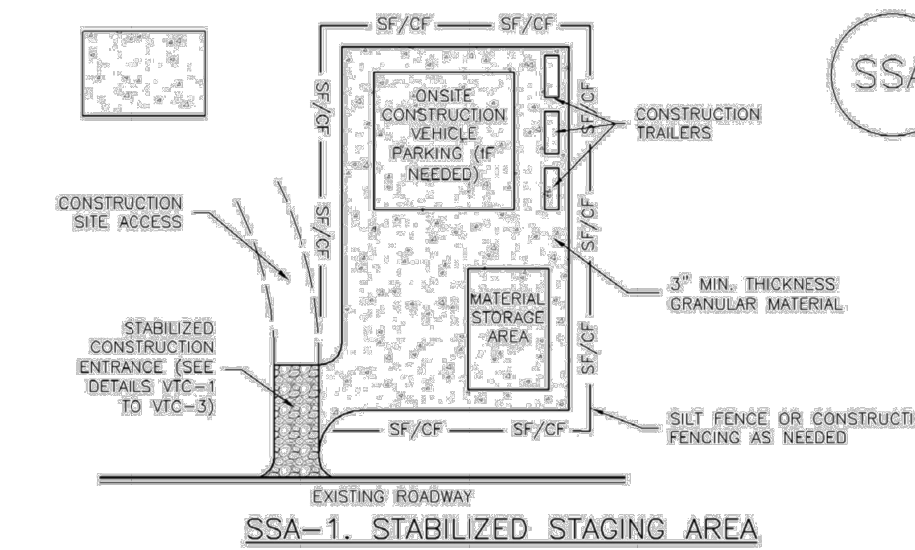 SF/CF SF/CF
SSA
ONSITE
CONSTRUCTION
VEHICLE
PARKING (IF
NEEDED)
SF/CF
SF/CF
CONSTRUCTION
TRAILERS
CONSTRUCTION
SITE ACCESS
SF/CF
SF/CF
3" MIN. THICKNESS
GRANULAR MATERIAL
MATERIAL
STORAGE
AREA
STABILIZED
CONSTRUCTION
ENTRANCE (SEE
DETAILS VTC-1
TO VTC-3)
SF/CF
SF/CF SF/CF
SILT FENCE OR CONSTRUCTI
FENCING AS NEEDED
EXISTING ROADWAY
SSA-1. STABILIZED STAGING AREA